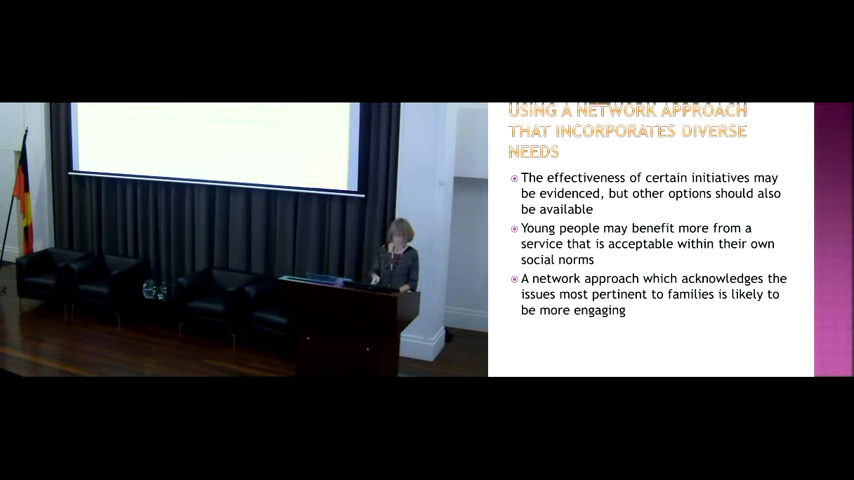 USING A NETWORK APPROACH
THAT INCORPORATES DIVERSE
NEEDS
The effectiveness of certain initiatives may
be evidenced, but other options should also
be available
Young people may benefit more from a
service that is acceptable within their own
social norms
A network approach which acknowledges the
issues most pertinent to families is likely to
be more engaging